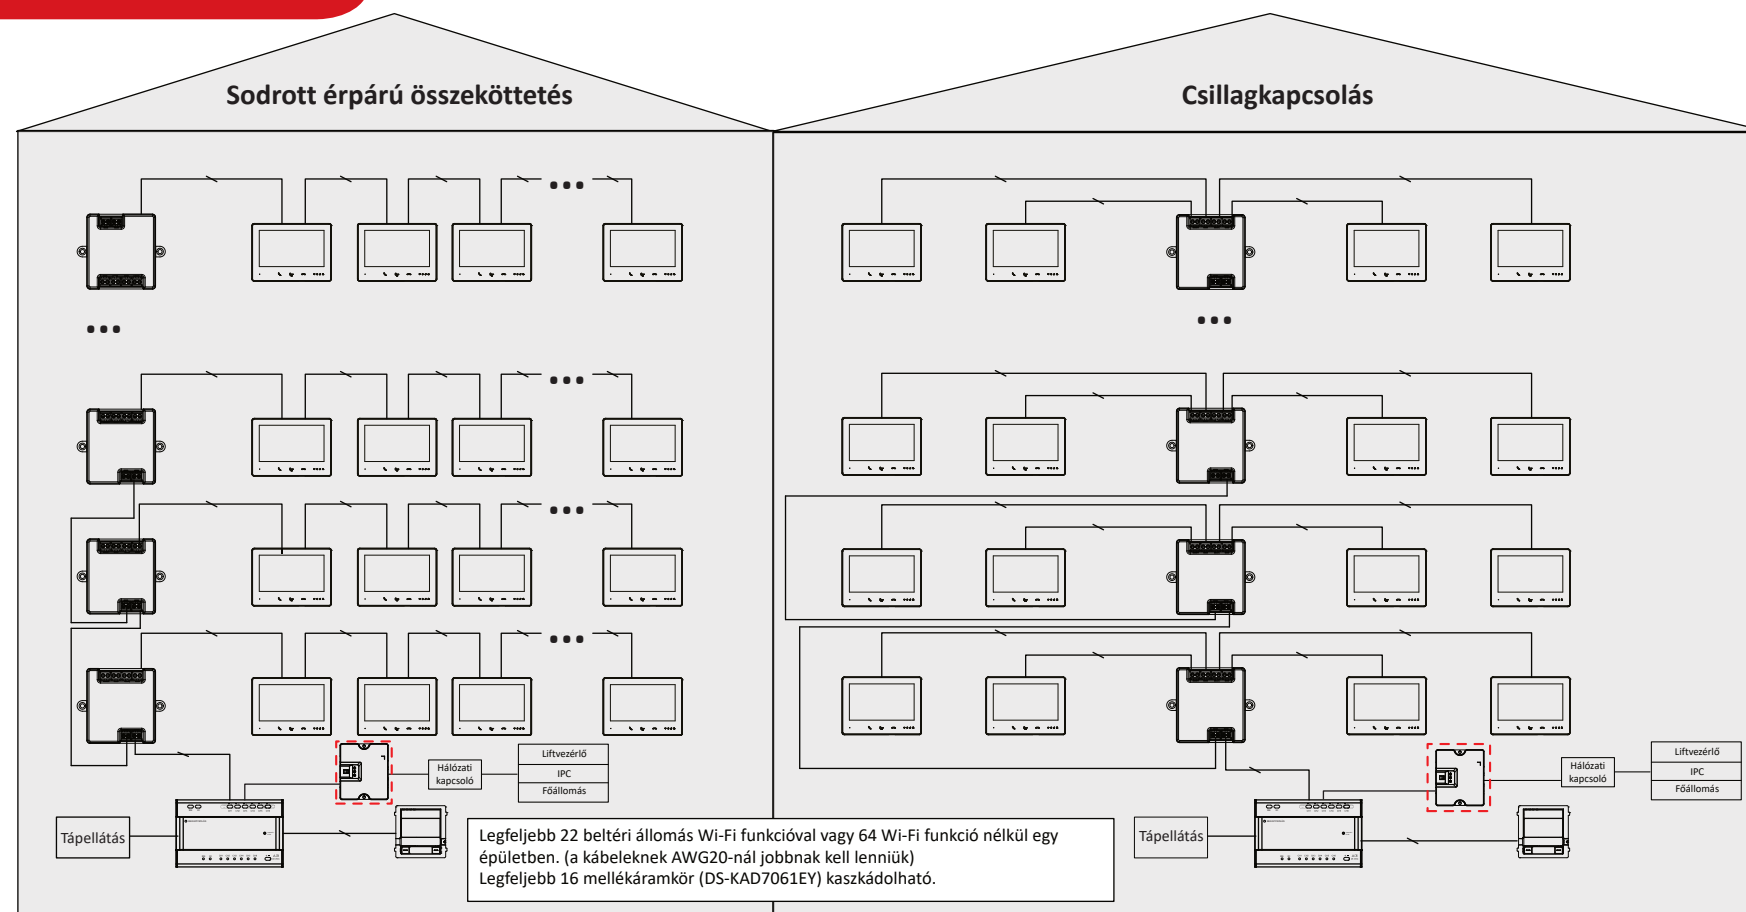 Sodrott érpárú összeköttetés
Csillagkapcsolás
Liftvezérlő
IPC
Főállomás
Hálózati
kapcsoló
Tápellátás
Liftvezérlő
IPC
Főállomás
Hálózati
kapcsoló
Tápellátás
Legfeljebb 22 beltéri állomás Wi-Fi funkcióval vagy 64 Wi-Fi funkció nélkül egy
épületben. (a kábeleknek AWG20-nál jobbnak kell lenniük)
Legfeljebb 16 mellékáramkör (DS-KAD7061EY) kaszkádolható.